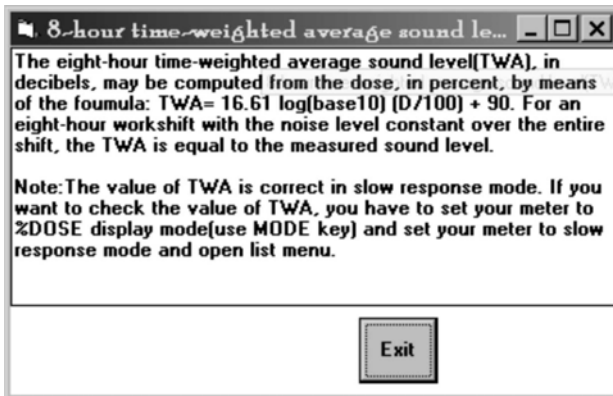 8-hour time-weighted average sound le...
The eight-hour time-weighted average sound level(TWA), in
decibels, may be computed from the dose, in percent, by means
of the foumula: TWA= 16.61 log(base10) (D/100) + 90. For an
eight-hour workshift with the noise level constant over the entire
shift, the TWA is equal to the measured sound level.
Note:The value of TWA is correct in slow response mode. If you
want to check the value of TWA, you have to set your meter to
%DOSE display mode(use MODE key) and set your meter to slow
response mode and open list menu.
Exit